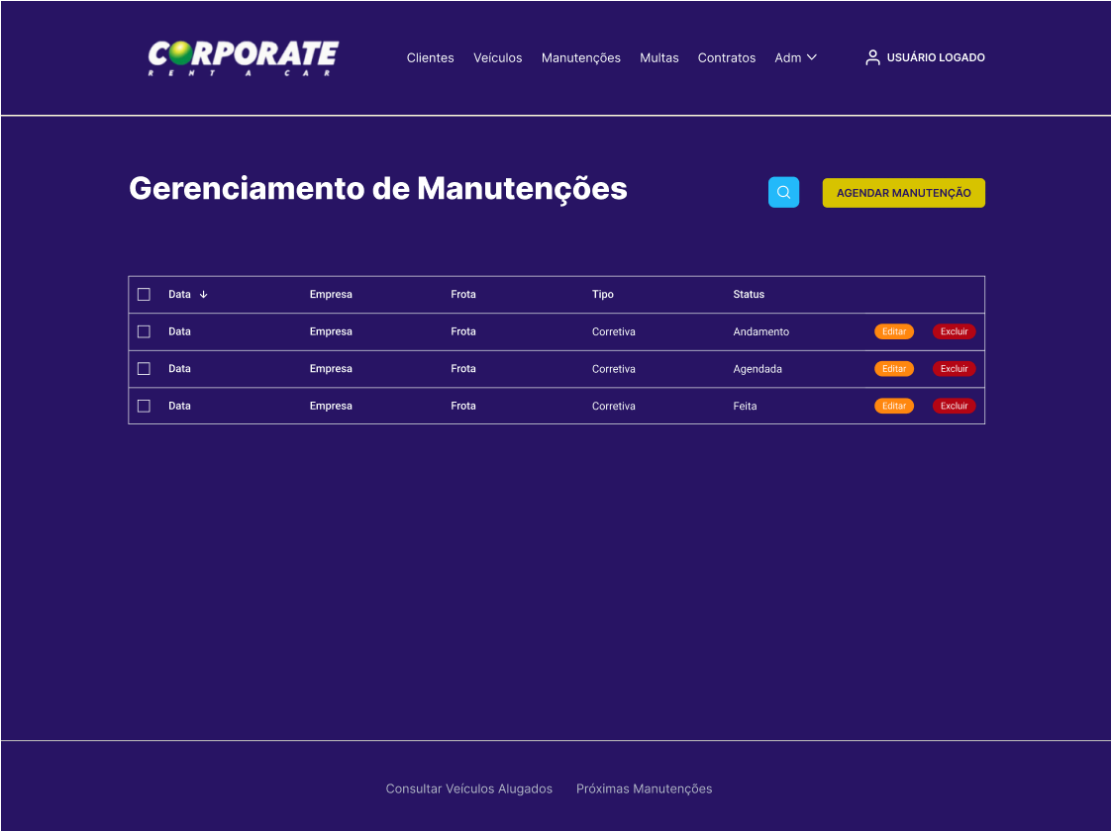 CORPORATE
RENT A CAR
Clientes Veículos Manutenções Multas Contratos Adm USUÁRIO LOGADO
Gerenciamento de Manutenções AGENDAR MANUTENÇÃO
Data Empresa Frota Tipo Status
Data Empresa Frota Corretiva Andamento Editar Excluir
Data Empresa Frota Corretiva Agendada Editar Excluir
Data Empresa Frota Corretiva Feita Editar Excluir
Consultar Veículos Alugados Próximas Manutenções